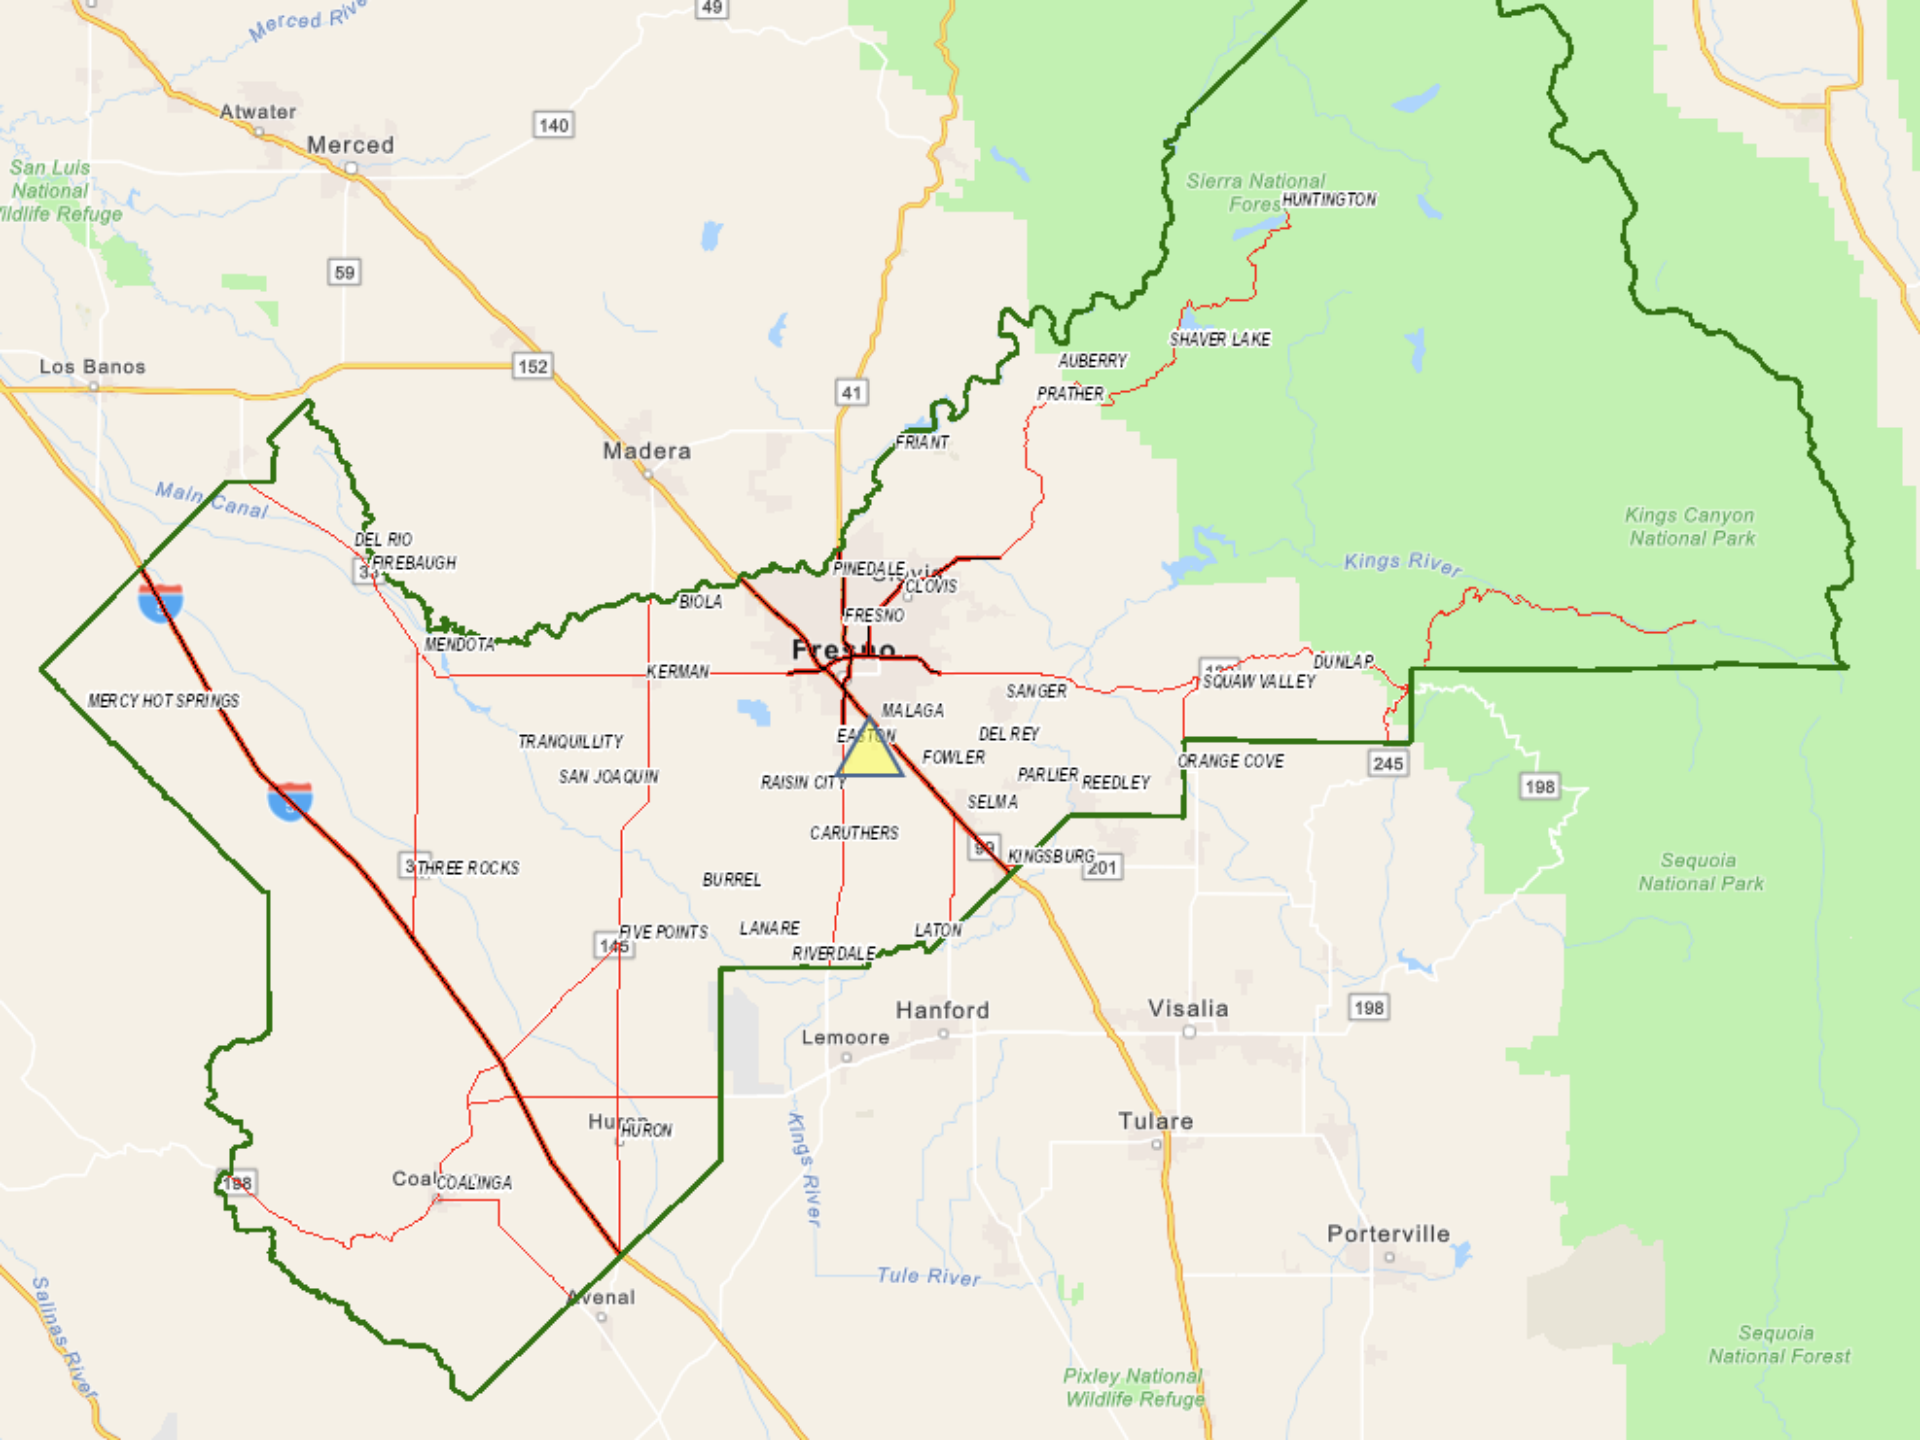 49
Merced
Atwater
Merced
140
San Luis
National
Wildlife Refuge
Sierra National
Forest
HUNTINGTON
59
SHAVER LAKE
Los Banos
152
AUBERRY
41
PRATHER
FRIANT
Madera
Main Canal
Kings Canyon
National Park
DEL RIO
FIREBAUGH
Kings River
PINEDALE
CLOVIS
BIOLA
FRESNO
MENDOTA
Fresno
KERMAN
DUNLAP
SQUAW VALLEY
SANGER
MERCY HOT SPRINGS
MALAGA
EASTON
DEL REY
TRANQUILLITY
FOWLER
ORANGE COVE
245
SAN JOAQUIN
RAISIN CITY
PARLIER
REEDLEY
198
SELMA
CARUTHERS
99
KINGSBURG
201
THREE ROCKS
Sequoia
National Park
BURREL
FIVE POINTS
145
LANARE
LATON
RIVERDALE
Hanford
Visalia
198
Lemoore
Tulare
HURON
Kings River
198
COALINGA
Porterville
Tule River
Avenal
Salinas River
Sequoia
National Forest
Pixley National
Wildlife Refuge